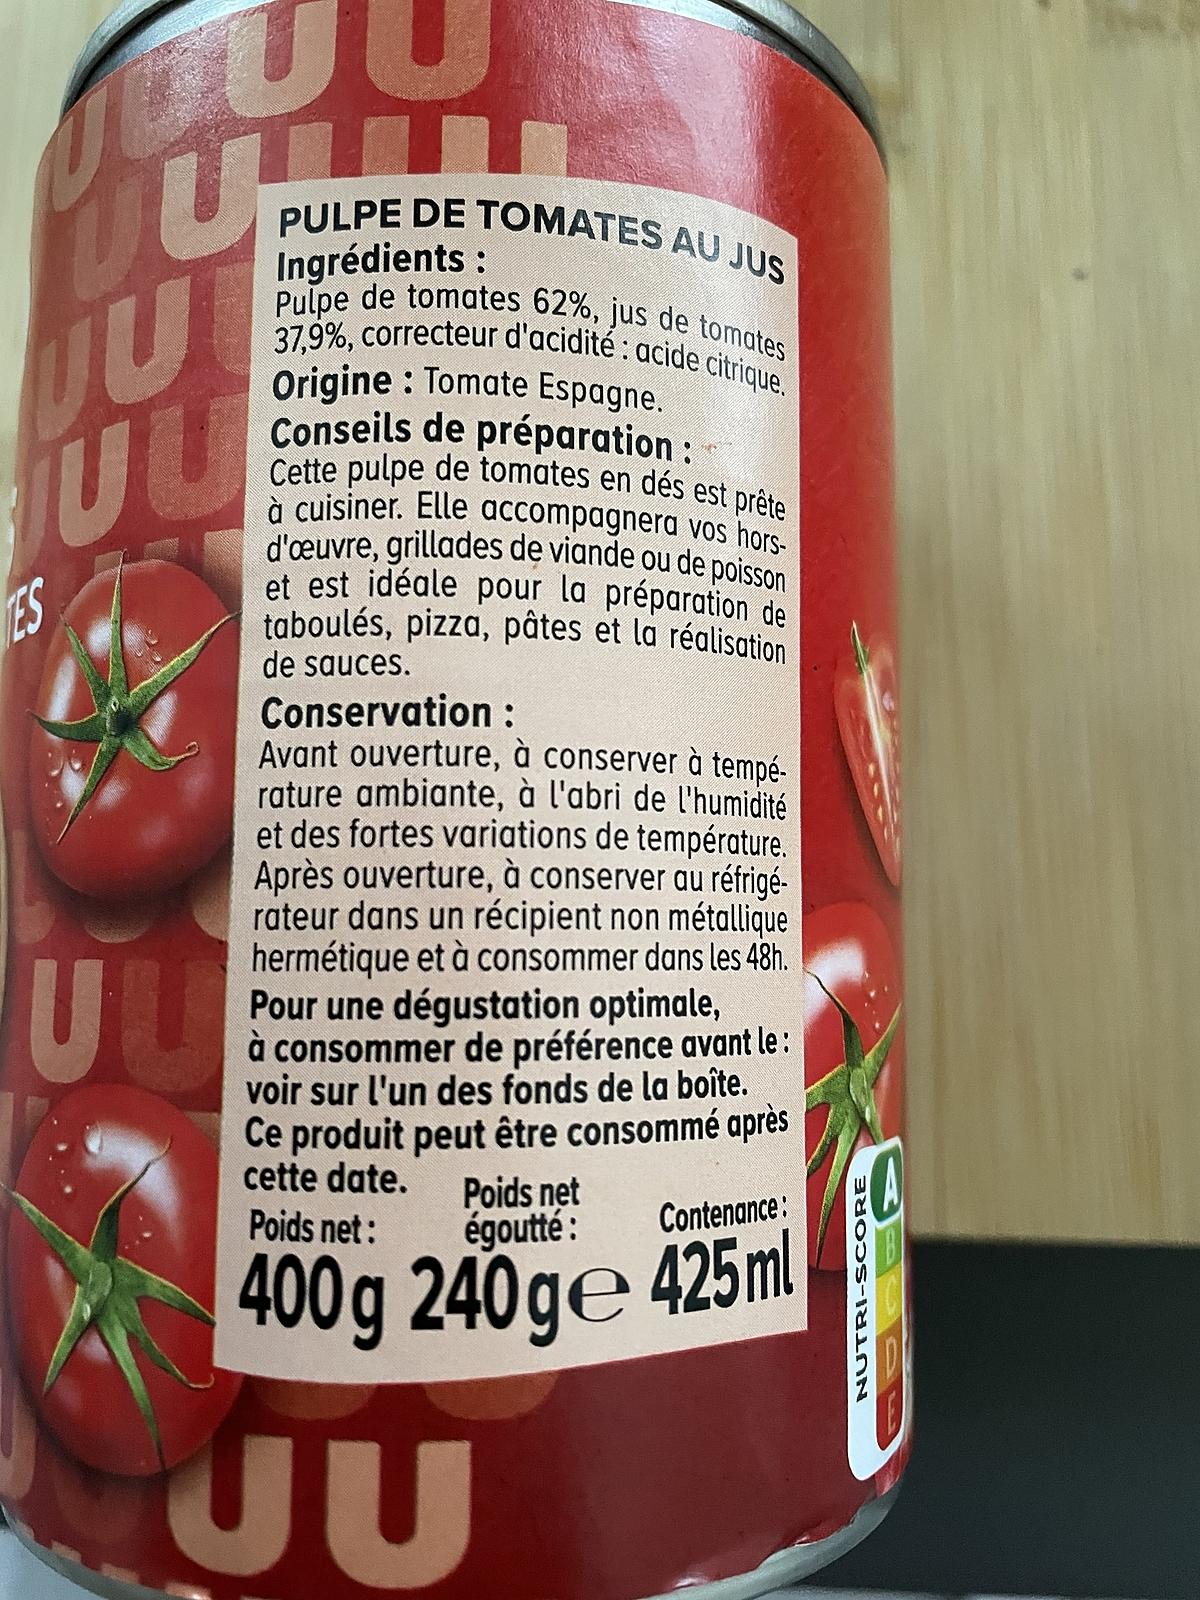 PULPE DE TOMATES AU JUS
Ingrédients :
Pulpe de tomates 62%, jus de tomates
37,9%, correcteur d'acidité : acide citrique.
Origine : Tomate Espagne.
Conseils de préparation :
Cette pulpe de tomates en dés est prête
à cuisiner. Elle accompagnera vos hors-
d'œuvre, grillades de viande ou de poisson
et est idéale pour la préparation de
taboulés, pizza, pâtes et la réalisation
de sauces.
Conservation :
Avant ouverture, à conserver à tempé-
rature ambiante, à l'abri de l'humidité
et des fortes variations de température.
Après ouverture, à conserver au réfrigé-
rateur dans un récipient non métallique
hermétique et à consommer dans les 48h.
Pour une dégustation optimale,
à consommer de préférence avant le :
voir sur l'un des fonds de la boîte.
Ce produit peut être consommé après
cette date.
Poids net : Poids net égoutté : Contenance :
400 g 240 g e 425 ml
TES
NUTRI-SCORE
A
B
C
D
E